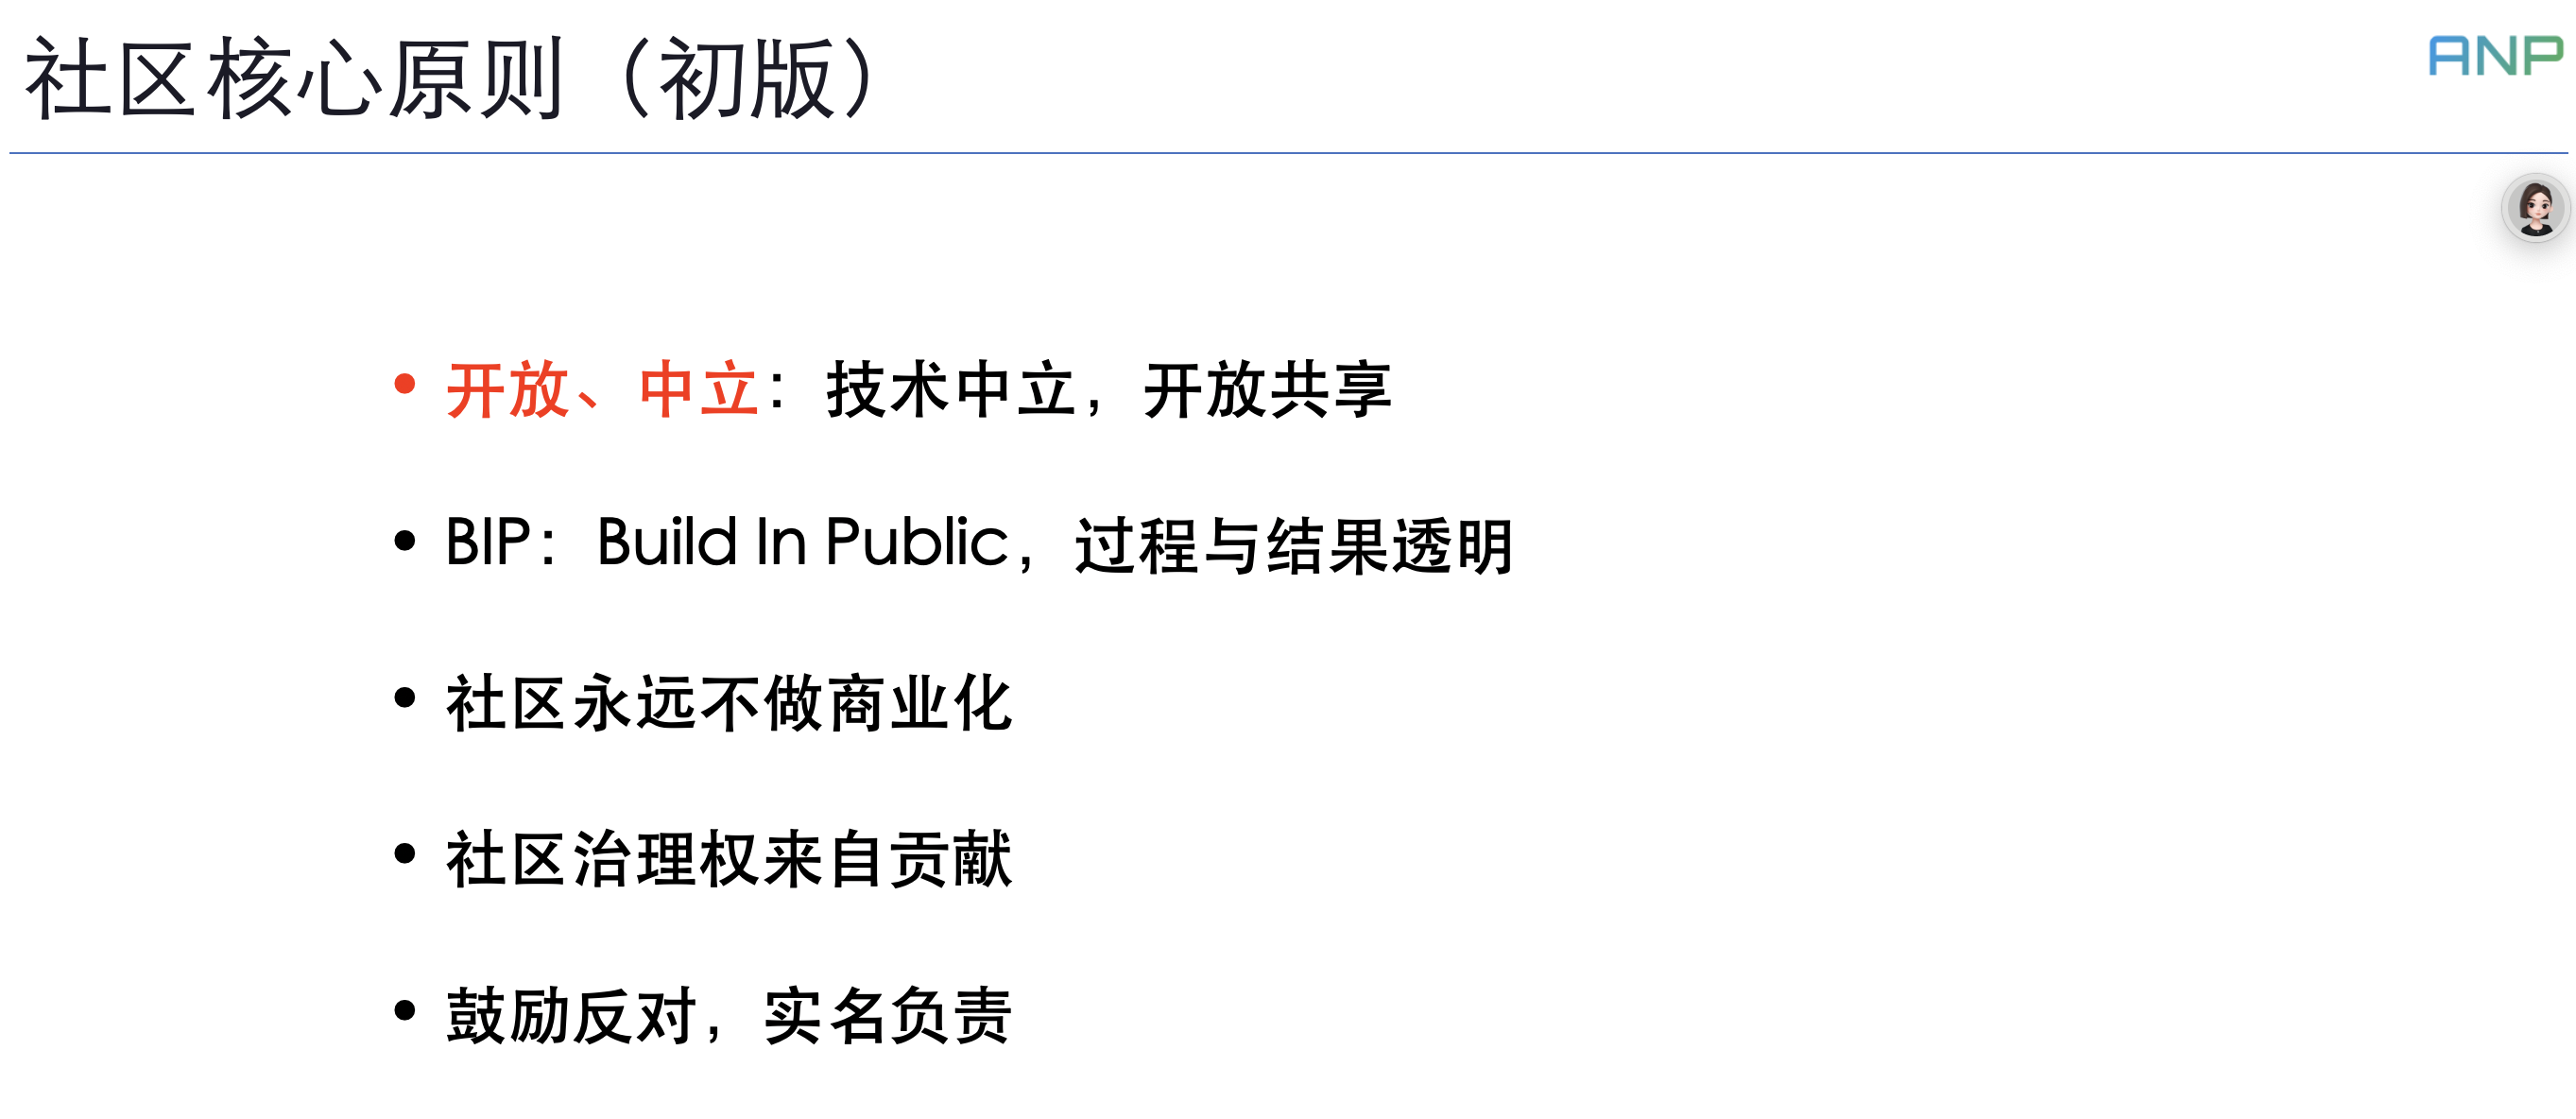 社区核心原则（初版）
ANP
• 开放、中立：技术中立，开放共享
• BIP：Build In Public，过程与结果透明
• 社区永远不做商业化
• 社区治理权来自贡献
• 鼓励反对，实名负责